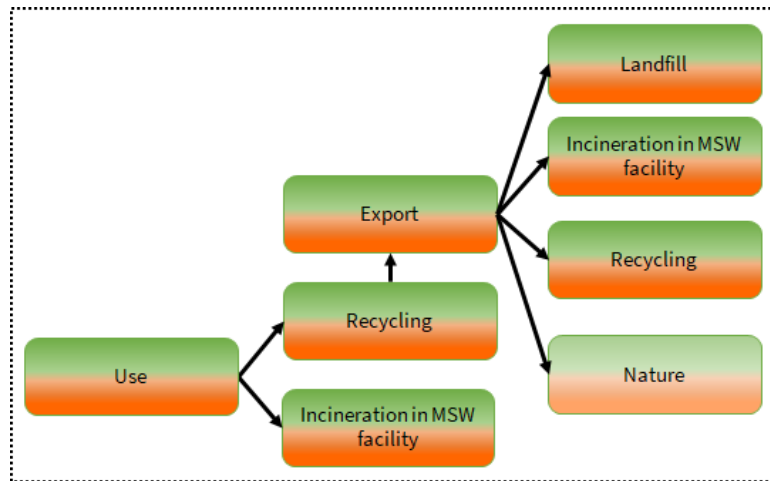 Landfill
Incineration in MSW
facility
Export
Recycling
Recycling
Use
Nature
Incineration in MSW
facility